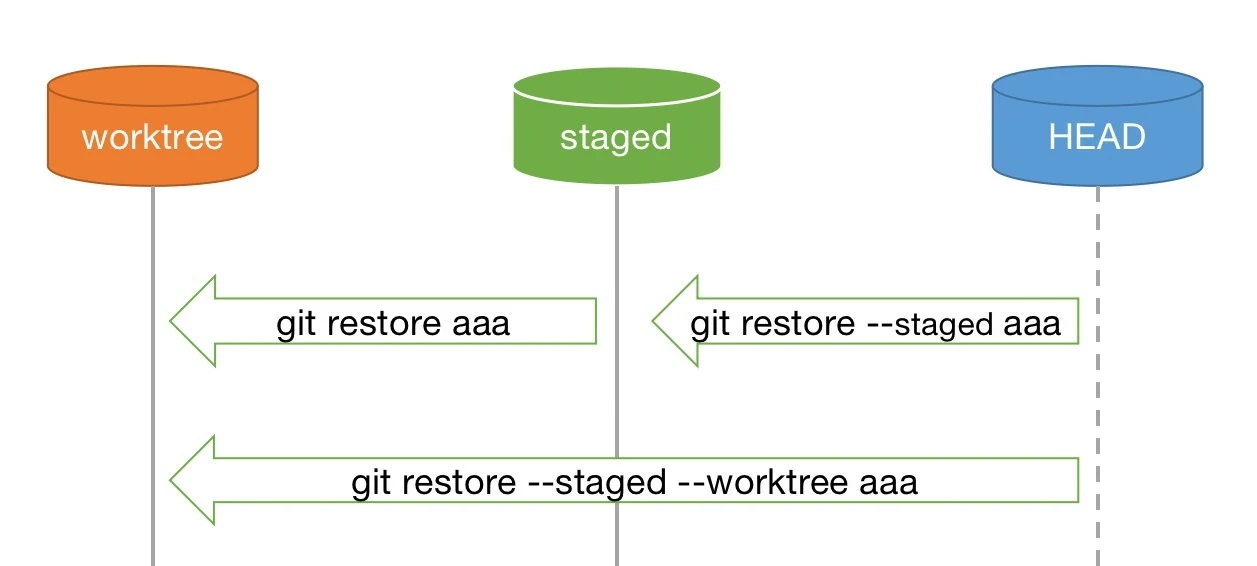 worktree
staged
HEAD
git restore aaa
git restore --staged aaa
git restore --staged --worktree aaa